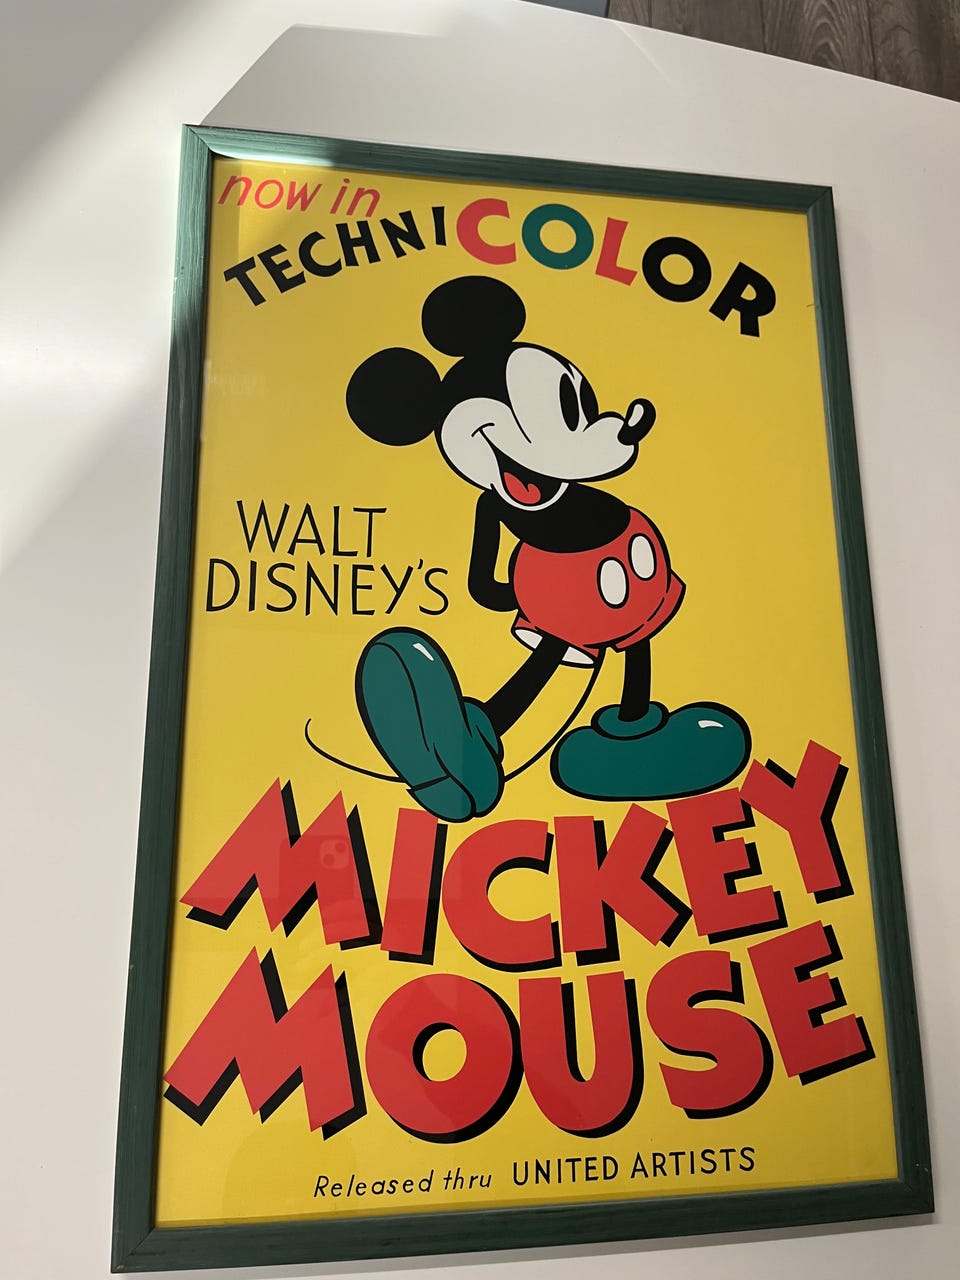 now in
TECHNICOLOR
WALT
DISNEY'S
MICKEY
MOUSE
Released thru UNITED ARTISTS